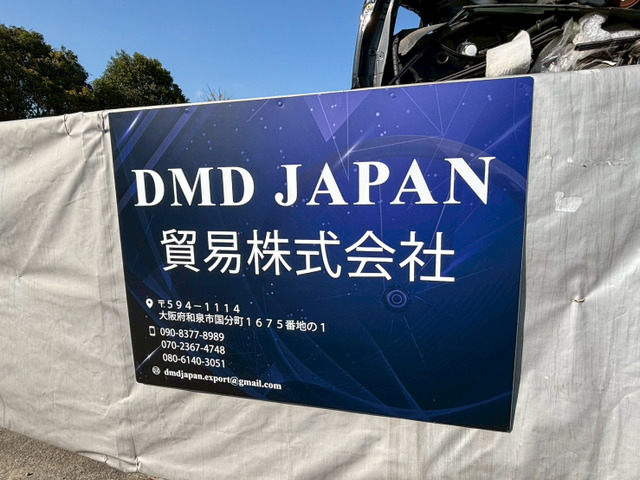 DMD JAPAN
貿易株式会社
〒594－1114
大阪府和泉市国分町1675番地の1
090-8377-8989
070-2367-4748
080-6140-3051
dmdjapan.export@gmail.com